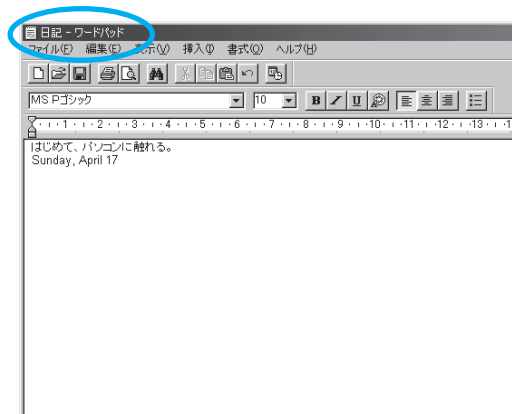 日記 - ワードパッド
ファイル(F) 編集(E) 表示(V) 挿入(I) 書式(O) ヘルプ(H)
MS Pゴシック 10 B I U
1 2 3 4 5 6 7 8 9 10 11 12 13 1
はじめて、パソコンに触れる。
Sunday, April 17